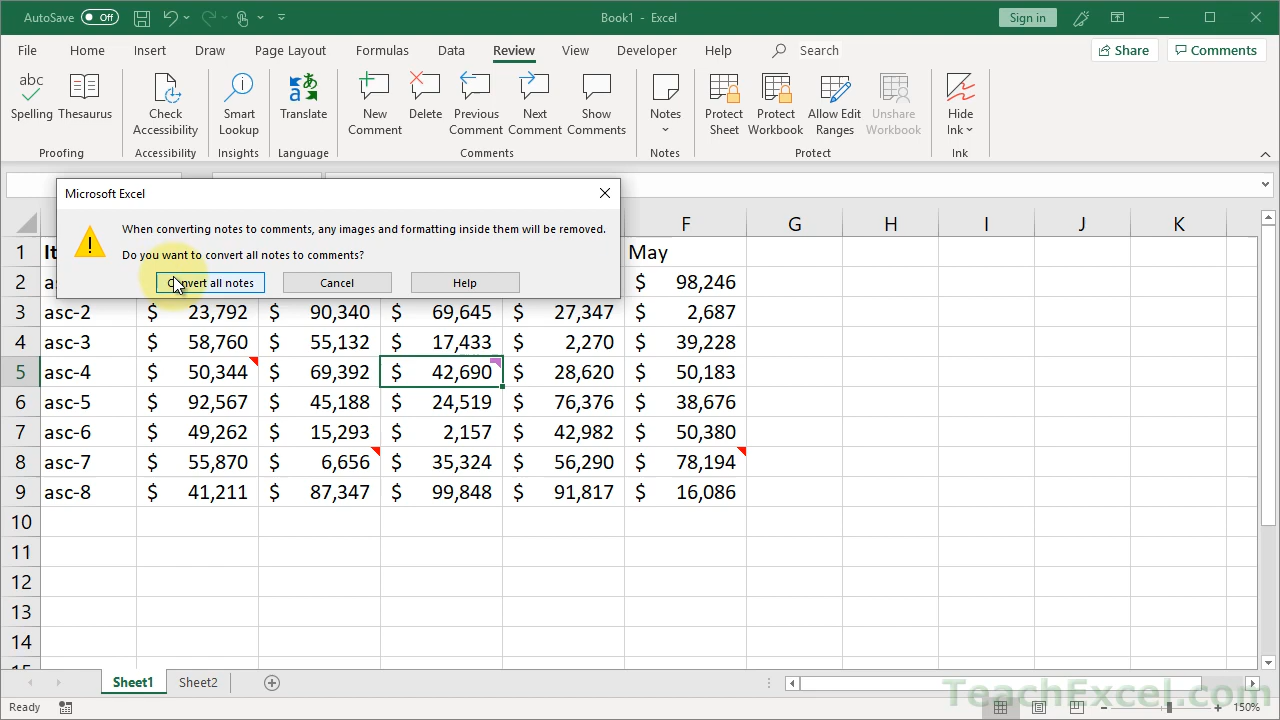 AutoSave Off Book1 - Excel Sign in
File Home Insert Draw Page Layout Formulas Data Review View Developer Help Search Share Comments
abc
Spelling Thesaurus Check Accessibility Smart Lookup Translate New Comment Delete Previous Comment Next Comment Show Comments Notes Protect Sheet Protect Workbook Allow Edit Ranges Unshare Workbook Hide Ink
Proofing Accessibility Insights Language Comments Notes Protect Ink
Microsoft Excel
When converting notes to comments, any images and formatting inside them will be removed.
Do you want to convert all notes to comments?
all notes Cancel Help
F G H I J K
1 May
2 $ 98,246
3 asc-2 $ 23,792 $ 90,340 $ 69,645 $ 27,347 $ 2,687
4 asc-3 $ 58,760 $ 55,132 $ 17,433 $ 2,270 $ 39,228
5 asc-4 $ 50,344 $ 69,392 $ 42,690 $ 28,620 $ 50,183
6 asc-5 $ 92,567 $ 45,188 $ 24,519 $ 76,376 $ 38,676
7 asc-6 $ 49,262 $ 15,293 $ 2,157 $ 42,982 $ 50,380
8 asc-7 $ 55,870 $ 6,656 $ 35,324 $ 56,290 $ 78,194
9 asc-8 $ 41,211 $ 87,347 $ 99,848 $ 91,817 $ 16,086
10
11
12
13
14
Sheet1 Sheet2
TeachExcel.com
Ready 150%